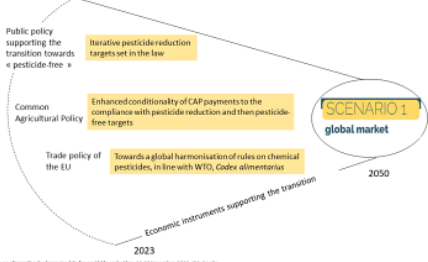 Public policy
supporting the
transition towards
« pesticide-free »
Iterative pesticide reduction
targets set in the law
Common
Agricultural Policy
Enhanced conditionality of CAP payments to the
compliance with pesticide reduction and then pesticide-
free targets
SCENARIO 1
global market
Trade policy of
the EU
Towards a global harmonisation of rules on chemical
pesticides, in line with WTO, Codex alimentarius
2050
Economic instruments supporting the transition
2023